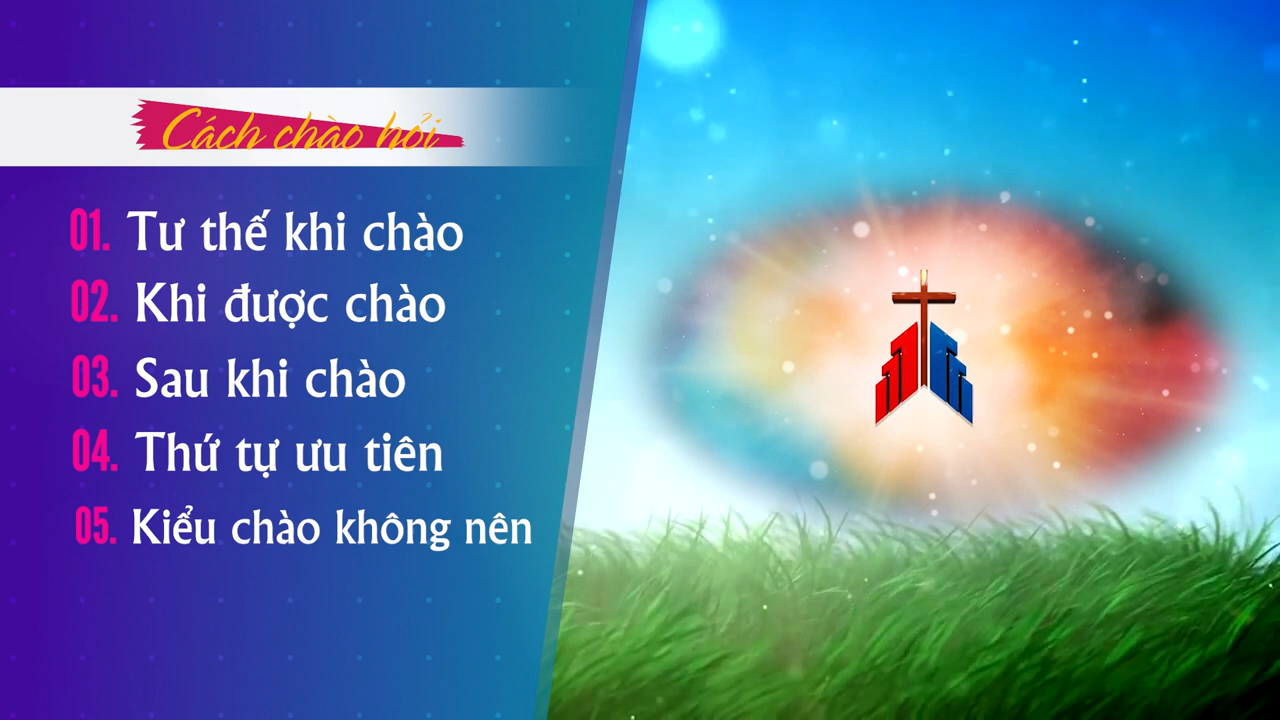 Cách chào hỏi
01. Tư thế khi chào
02. Khi được chào
03. Sau khi chào
04. Thứ tự ưu tiên
05. Kiểu chào không nên